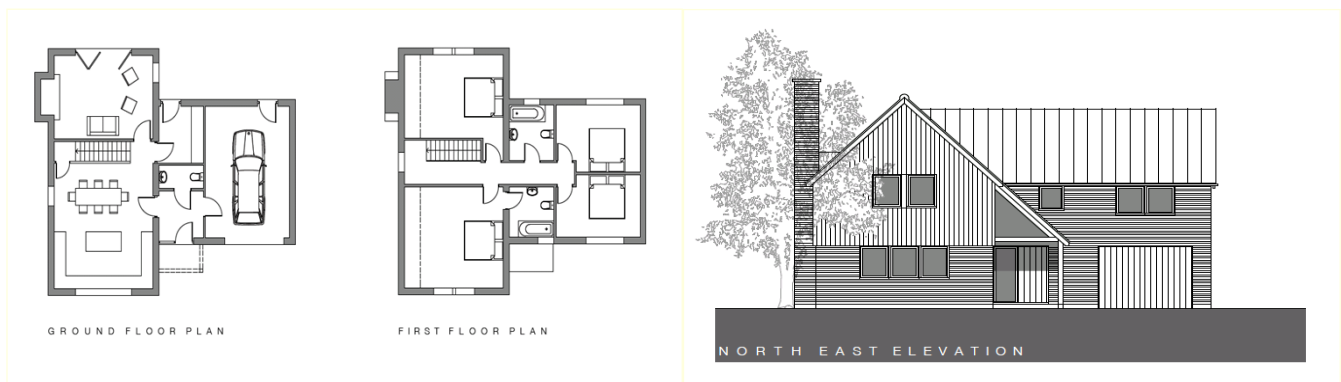 GROUND FLOOR PLAN
FIRST FLOOR PLAN
NORTH EAST ELEVATION